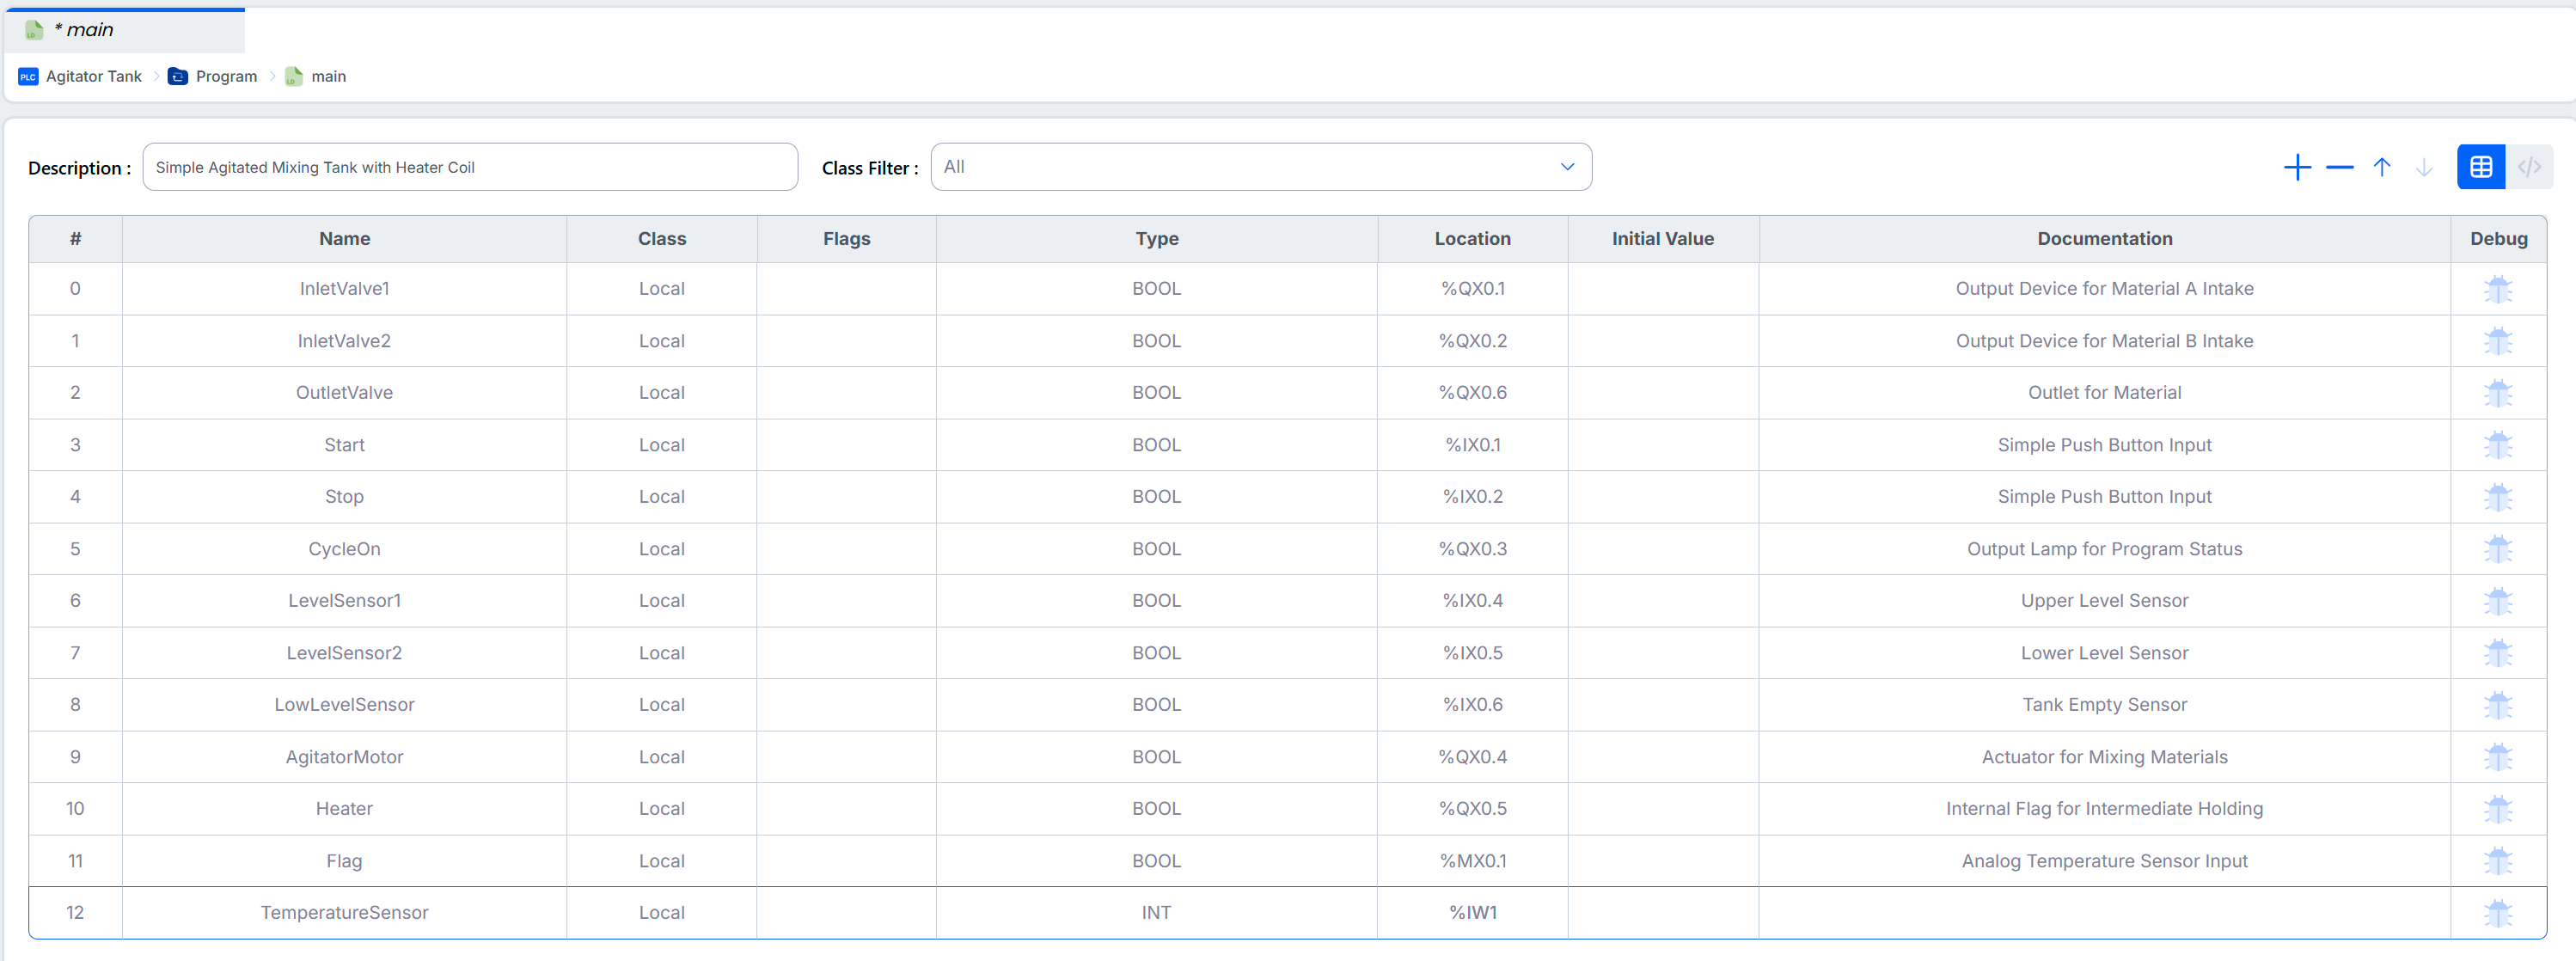 * main
PLC Agitator Tank > Program > main
Description : Simple Agitated Mixing Tank with Heater Coil Class Filter : All
# Name Class Flags Type Location Initial Value Documentation Debug
0 InletValve1 Local BOOL %QX0.1 Output Device for Material A Intake
1 InletValve2 Local BOOL %QX0.2 Output Device for Material B Intake
2 OutletValve Local BOOL %QX0.6 Outlet for Material
3 Start Local BOOL %IX0.1 Simple Push Button Input
4 Stop Local BOOL %IX0.2 Simple Push Button Input
5 CycleOn Local BOOL %QX0.3 Output Lamp for Program Status
6 LevelSensor1 Local BOOL %IX0.4 Upper Level Sensor
7 LevelSensor2 Local BOOL %IX0.5 Lower Level Sensor
8 LowLevelSensor Local BOOL %IX0.6 Tank Empty Sensor
9 AgitatorMotor Local BOOL %QX0.4 Actuator for Mixing Materials
10 Heater Local BOOL %QX0.5 Internal Flag for Intermediate Holding
11 Flag Local BOOL %MX0.1 Analog Temperature Sensor Input
12 TemperatureSensor Local INT %IW1